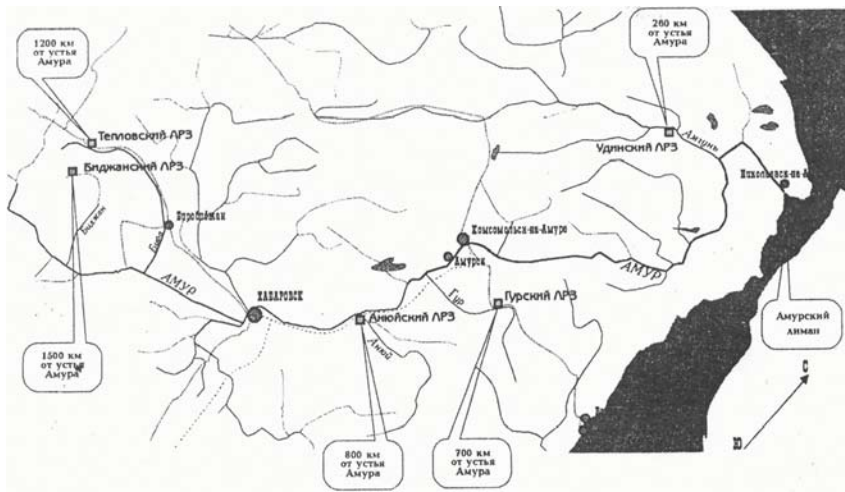 1200 км
от устья
Амура
260 км
от устья
Амура
Тепловский ЛРЗ
Биджанский ЛРЗ
Удинский ЛРЗ
Амгунь
Биджан
Бира
Биробиджан
Комсомольск-на-Амуре
Амурск
АМУР
АМУР
ХАБАРОВСК
Анюйский ЛРЗ
Гур
Гурский ЛРЗ
Анюй
Амурский
лиман
1500 км
от устья
Амура
800 км
от устья
Амура
700 км
от устья
Амура
С
Ю